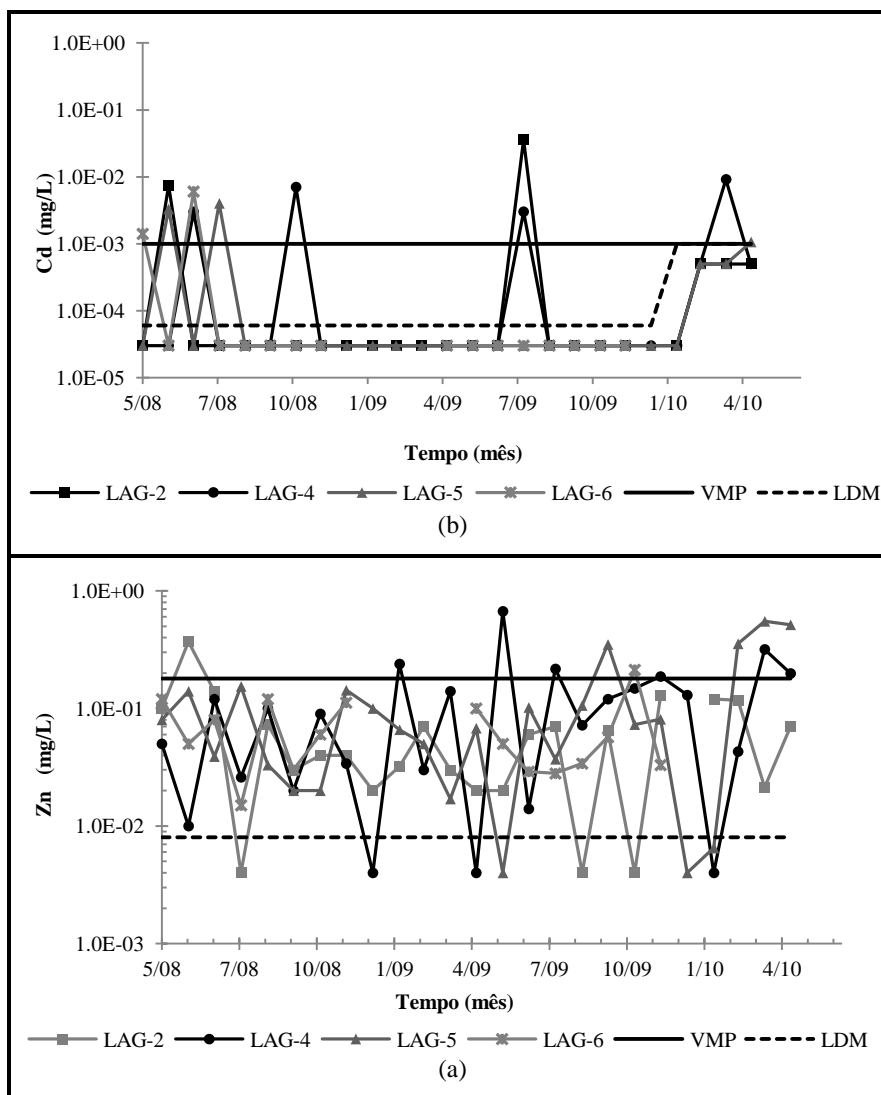 1.0E+00
1.0E-01
1.0E-02
1.0E-03
1.0E-04
1.0E-05
Cd (mg/L)
5/08 7/08 10/08 1/09 4/09 7/09 10/09 1/10 4/10
Tempo (mês)
LAG-2 LAG-4 LAG-5 LAG-6 VMP LDM
(b)
1.0E+00
1.0E-01
1.0E-02
1.0E-03
Zn (mg/L)
5/08 7/08 10/08 1/09 4/09 7/09 10/09 1/10 4/10
Tempo (mês)
LAG-2 LAG-4 LAG-5 LAG-6 VMP LDM
(a)